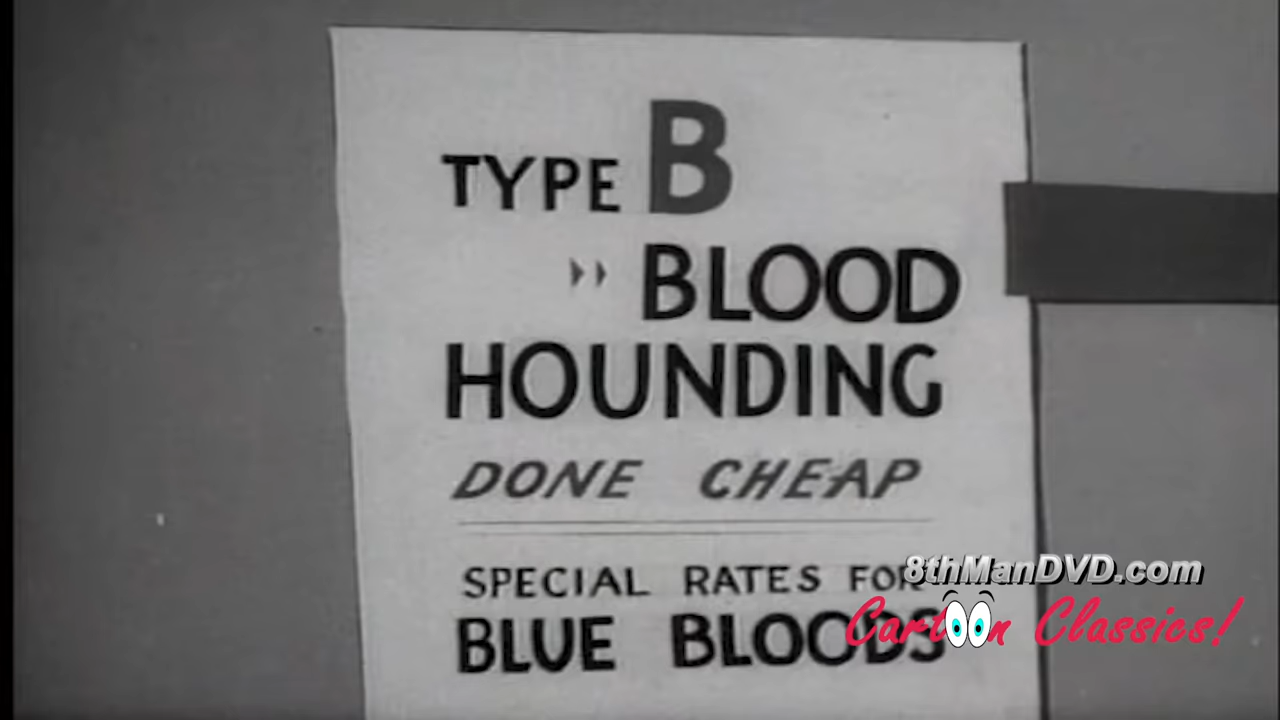 TYPE B
BLOOD
HOUNDING
DONE CHEAP
SPECIAL RATES FOR
BLUE BLOODS
8thManDVD.com
Cartoon Classics!